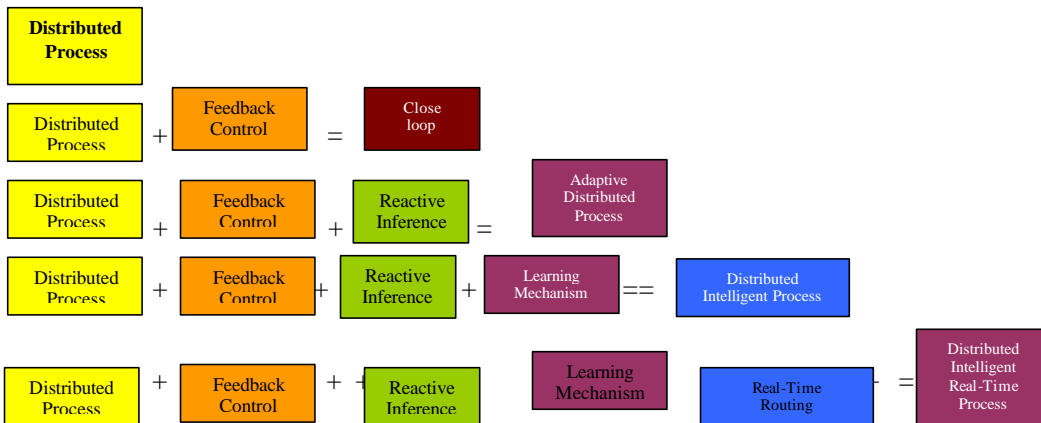 Distributed
Process
Distributed
Process
+
Feedback
Control
=
Close
loop
Distributed
Process
+
Feedback
Control
+
Reactive
Inference
=
Adaptive
Distributed
Process
Distributed
Process
+
Feedback
Control
+
Reactive
Inference
+
Learning
Mechanism
==
Distributed
Intelligent Process
Distributed
Process
+
Feedback
Control
+ +
Reactive
Inference
Learning
Mechanism
Real-Time
Routing
=
Distributed
Intelligent
Real-Time
Process